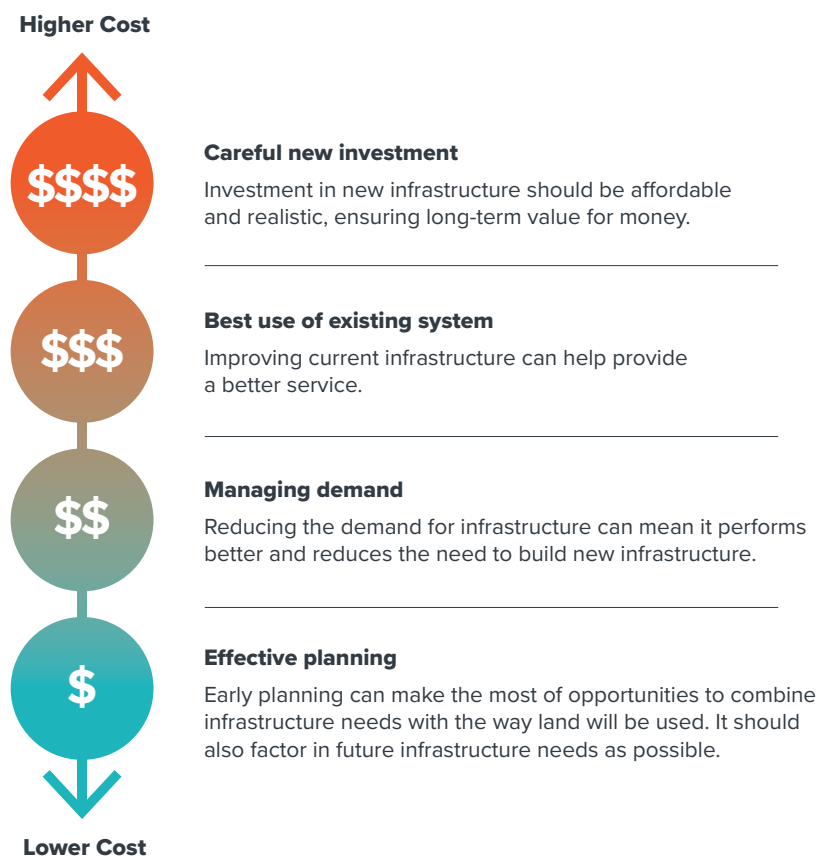 Higher Cost
$$$$
Careful new investment
Investment in new infrastructure should be affordable
and realistic, ensuring long-term value for money.
$$$
Best use of existing system
Improving current infrastructure can help provide
a better service.
$$
Managing demand
Reducing the demand for infrastructure can mean it performs
better and reduces the need to build new infrastructure.
$
Effective planning
Early planning can make the most of opportunities to combine
infrastructure needs with the way land will be used. It should
also factor in future infrastructure needs as possible.
Lower Cost